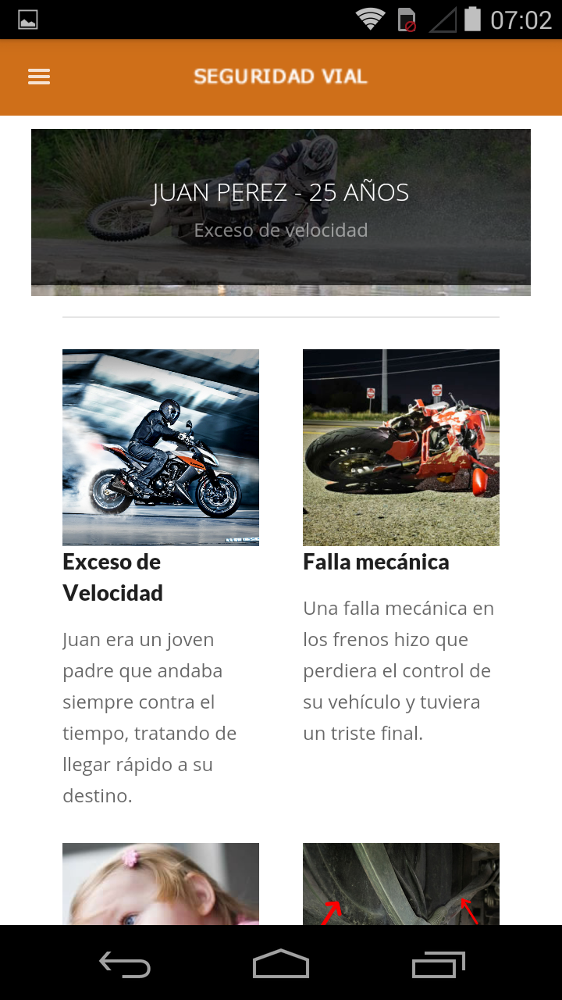 07:02
SEGURIDAD VIAL
JUAN PEREZ - 25 AÑOS
Exceso de velocidad
Exceso de
Velocidad
Juan era un joven
padre que andaba
siempre contra el
tiempo, tratando de
llegar rápido a su
destino.
Falla mecánica
Una falla mecánica en
los frenos hizo que
perdiera el control de
su vehículo y tuviera
un triste final.